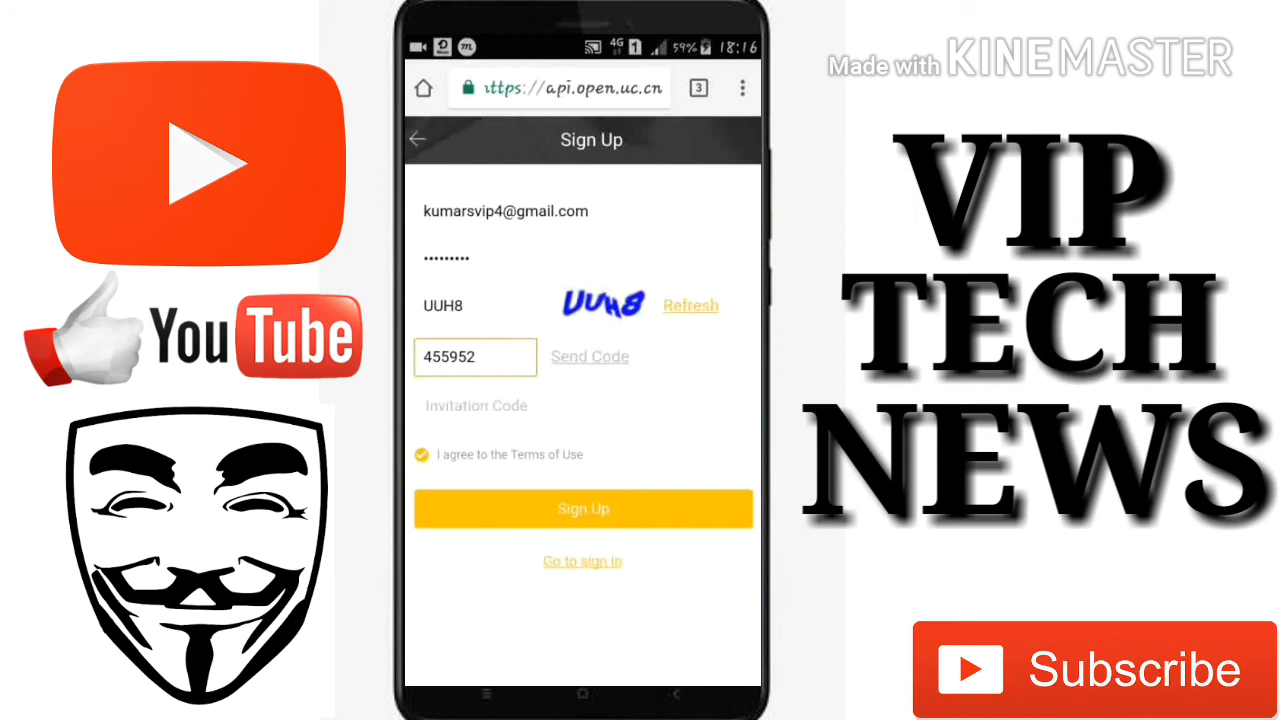 4G
1
59%
18:16
https://api.open.uc.cn
3
Sign Up
kumarsvip4@gmail.com
•••••••••
UUH8
UUH8
Refresh
455952
Send Code
Invitation Code
I agree to the Terms of Use
Sign Up
Go to sign in
YouTube
Made with KINEMASTER
VIP
TECH
NEWS
Subscribe